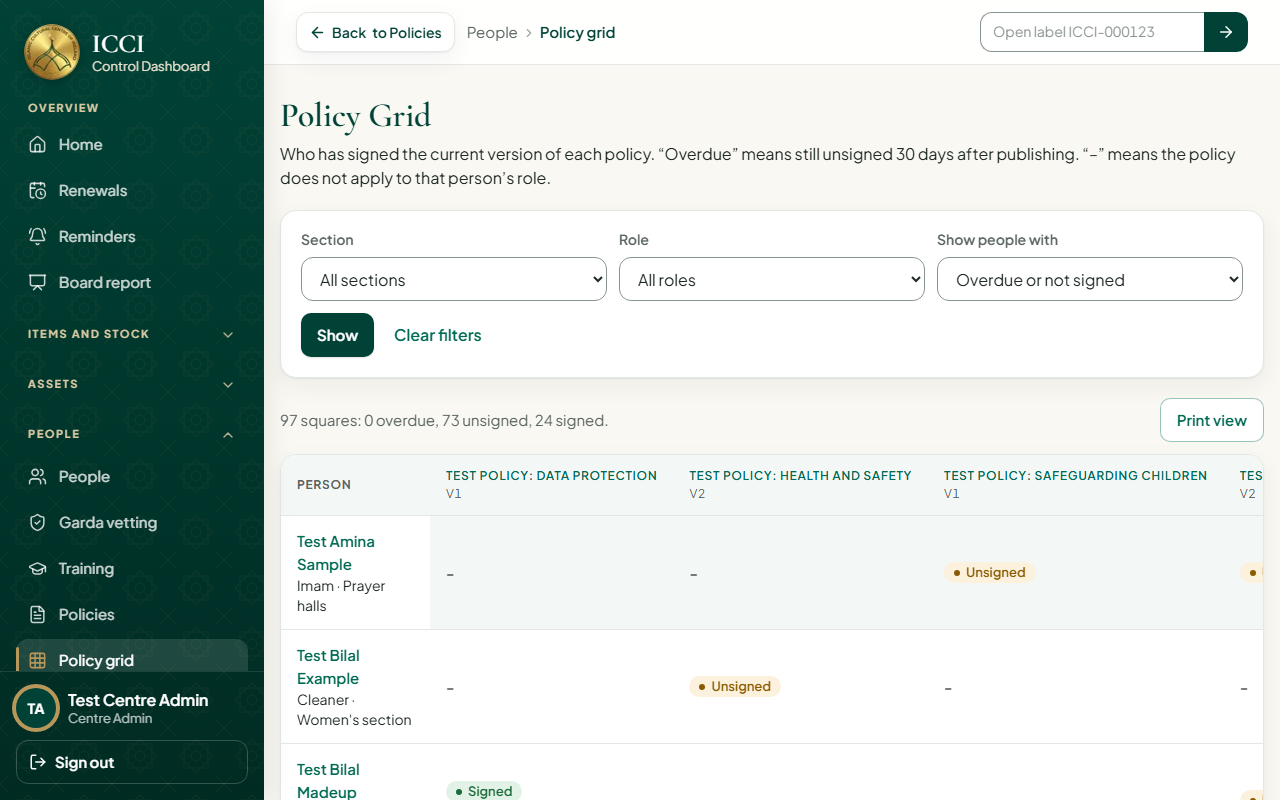 ICCI
Control Dashboard
OVERVIEW
Home
Renewals
Reminders
Board report
ITEMS AND STOCK
ASSETS
PEOPLE
People
Garda vetting
Training
Policies
Policy grid
TA
Test Centre Admin
Centre Admin
Sign out
Back to Policies
People
Policy grid
Open label ICCI-000123
Policy Grid
Who has signed the current version of each policy. “Overdue” means still unsigned 30 days after publishing. “–” means the policy
does not apply to that person’s role.
Section
Role
Show people with
All sections
All roles
Overdue or not signed
Show
Clear filters
97 squares: 0 overdue, 73 unsigned, 24 signed.
Print view
PERSON
TEST POLICY: DATA PROTECTION
V1
TEST POLICY: HEALTH AND SAFETY
V2
TEST POLICY: SAFEGUARDING CHILDREN
V1
TES
V2
Test Amina
Sample
Imam · Prayer
halls
–
–
Unsigned
Test Bilal
Example
Cleaner ·
Women's section
–
Unsigned
–
–
Test Bilal
Madeup
Signed